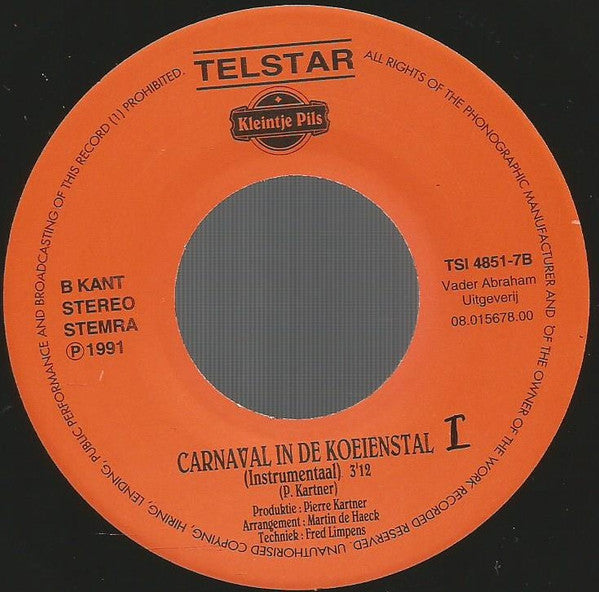 TELSTAR
Kleintje Pils
ALL RIGHTS OF THE PHONOGRAPHIC MANUFACTURER AND OF THE OWNER OF THE WORK RECORDED RESERVED. UNAUTHORISED COPYING, HIRING, LENDING, PUBLIC PERFORMANCE AND BROADCASTING OF THIS RECORD (1) PROHIBITED.
B KANT
STEREO
STEMRA
℗ 1991
TSI 4851-7B
Vader Abraham
Uitgeverij
08.015678.00
CARNAVAL IN DE KOEIENSTAL I
(Instrumentaal) 3'12
(P. Kartner)
Produktie : Pierre Kartner
Arrangement : Martin de Haeck
Techniek : Fred Limpens